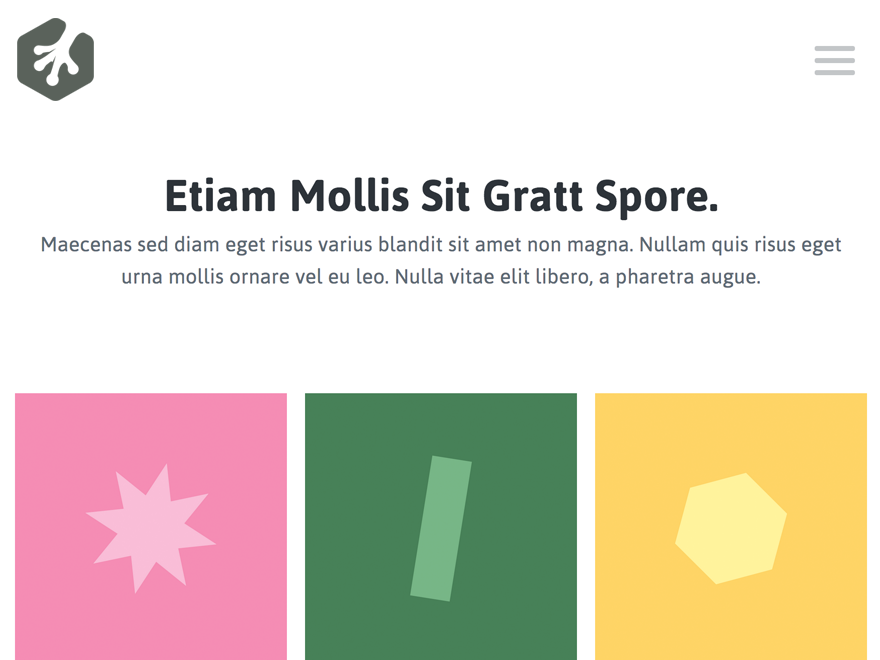 Etiam Mollis Sit Gratt Spore.
Maecenas sed diam eget risus varius blandit sit amet non magna. Nullam quis risus eget
urna mollis ornare vel eu leo. Nulla vitae elit libero, a pharetra augue.